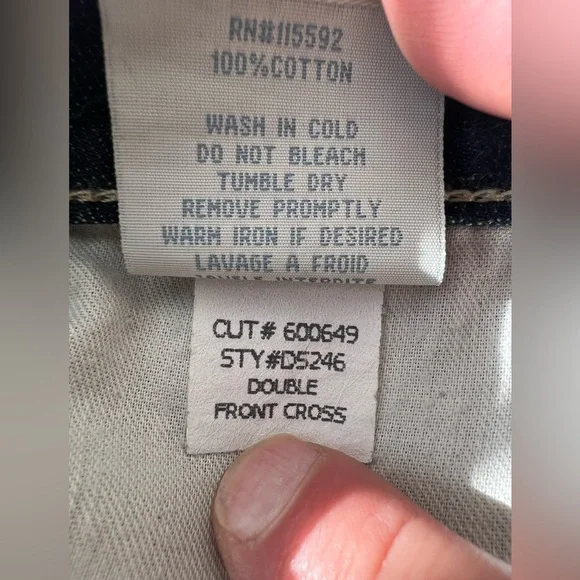 RN#115592
100%COTTON
WASH IN COLD
DO NOT BLEACH
TUMBLE DRY
REMOVE PROMPTLY
WARM IRON IF DESIRED
LAVAGE A FROID
CUT# 600649
STY#D5246
DOUBLE
FRONT CROSS